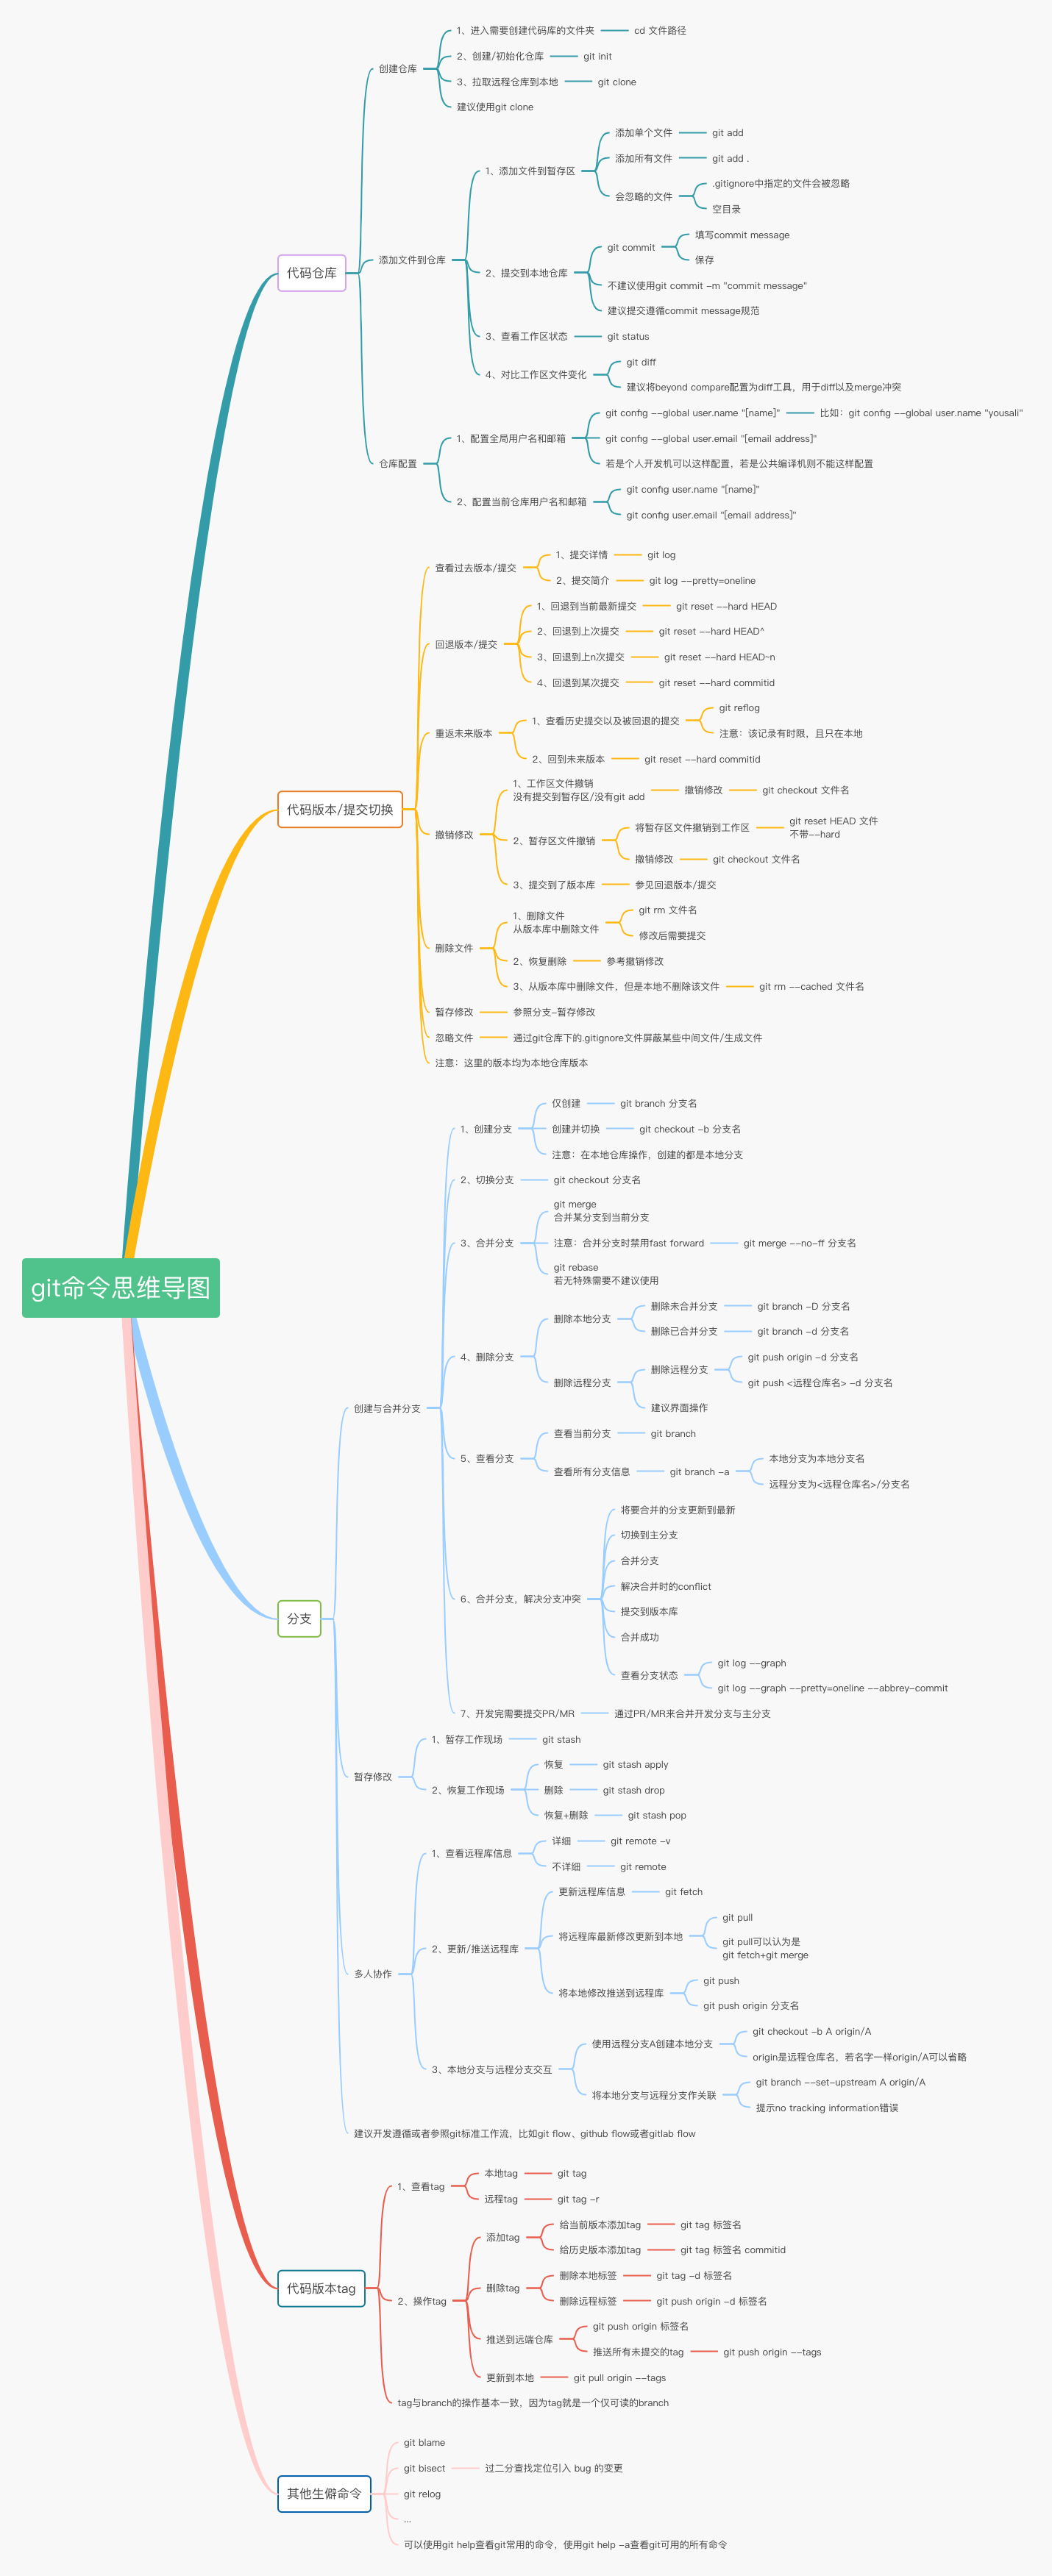 git命令思维导图
代码仓库
创建仓库
1、进入需要创建代码库的文件夹
cd 文件路径
2、创建/初始化仓库
git init
3、拉取远程仓库到本地
git clone
建议使用git clone
添加文件到仓库
1、添加文件到暂存区
添加单个文件
git add
添加所有文件
git add .
会忽略的文件
.gitignore中指定的文件会被忽略
空目录
2、提交到本地仓库
git commit
填写commit message
保存
不建议使用git commit -m "commit message"
建议提交遵循commit message规范
3、查看工作区状态
git status
4、对比工作区文件变化
git diff
建议将beyond compare配置为diff工具，用于diff以及merge冲突
仓库配置
1、配置全局用户名和邮箱
git config --global user.name "[name]"
比如：git config --global user.name "yousali"
git config --global user.email "[email address]"
若是个人开发机可以这样配置，若是公共编译机则不能这样配置
2、配置当前仓库用户名和邮箱
git config user.name "[name]"
git config user.email "[email address]"
代码版本/提交切换
查看过去版本/提交
1、提交详情
git log
2、提交简介
git log --pretty=oneline
回退版本/提交
1、回退到当前最新提交
git reset --hard HEAD
2、回退到上次提交
git reset --hard HEAD^
3、回退到上n次提交
git reset --hard HEAD~n
4、回退到某次提交
git reset --hard commitid
重返未来版本
1、查看历史提交以及被回退的提交
git reflog
注意：该记录有时限，且只在本地
2、回到未来版本
git reset --hard commitid
撤销修改
1、工作区文件撤销
没有提交到暂存区/没有git add
撤销修改
git checkout 文件名
2、暂存区文件撤销
将暂存区文件撤销到工作区
git reset HEAD 文件
不带--hard
撤销修改
git checkout 文件名
3、提交到了版本库
参见回退版本/提交
删除文件
1、删除文件
从版本库中删除文件
git rm 文件名
修改后需要提交
2、恢复删除
参考撤销修改
3、从版本库中删除文件，但是本地不删除该文件
git rm --cached 文件名
暂存修改
参照分支-暂存修改
忽略文件
通过git仓库下的.gitignore文件屏蔽某些中间文件/生成文件
注意：这里的版本均为本地仓库版本
分支
创建与合并分支
1、创建分支
仅创建
git branch 分支名
创建并切换
git checkout -b 分支名
注意：在本地仓库操作，创建的都是本地分支
2、切换分支
git checkout 分支名
3、合并分支
git merge
合并某分支到当前分支
注意：合并分支时禁用fast forward
git merge --no-ff 分支名
git rebase
若无特殊需要不建议使用
4、删除分支
删除本地分支
删除未合并分支
git branch -D 分支名
删除已合并分支
git branch -d 分支名
删除远程分支
删除远程分支
git push origin -d 分支名
git push <远程仓库名> -d 分支名
建议界面操作
5、查看分支
查看当前分支
git branch
查看所有分支信息
git branch -a
本地分支为本地分支名
远程分支为<远程仓库名>/分支名
6、合并分支，解决分支冲突
将要合并的分支更新到最新
切换到主分支
合并分支
解决合并时的conflict
提交到版本库
合并成功
查看分支状态
git log --graph
git log --graph --pretty=oneline --abbrey-commit
7、开发完需要提交PR/MR
通过PR/MR来合并开发分支与主分支
暂存修改
1、暂存工作现场
git stash
2、恢复工作现场
恢复
git stash apply
删除
git stash drop
恢复+删除
git stash pop
多人协作
1、查看远程库信息
详细
git remote -v
不详细
git remote
2、更新/推送远程库
更新远程库信息
git fetch
将远程库最新修改更新到本地
git pull
git pull可以认为是
git fetch+git merge
将本地修改推送到远程库
git push
git push origin 分支名
3、本地分支与远程分支交互
使用远程分支A创建本地分支
git checkout -b A origin/A
origin是远程仓库名，若名字一样origin/A可以省略
将本地分支与远程分支作关联
git branch --set-upstream A origin/A
提示no tracking information错误
建议开发遵循或者参照git标准工作流，比如git flow、github flow或者gitlab flow
代码版本tag
1、查看tag
本地tag
git tag
远程tag
git tag -r
2、操作tag
添加tag
给当前版本添加tag
git tag 标签名
给历史版本添加tag
git tag 标签名 commitid
删除tag
删除本地标签
git tag -d 标签名
删除远程标签
git push origin -d 标签名
推送到远端仓库
git push origin 标签名
推送所有未提交的tag
git push origin --tags
更新到本地
git pull origin --tags
tag与branch的操作基本一致，因为tag就是一个仅可读的branch
其他生僻命令
git blame
git bisect
过二分查找定位引入 bug 的变更
git relog
...
可以使用git help查看git常用的命令，使用git help -a查看git可用的所有命令